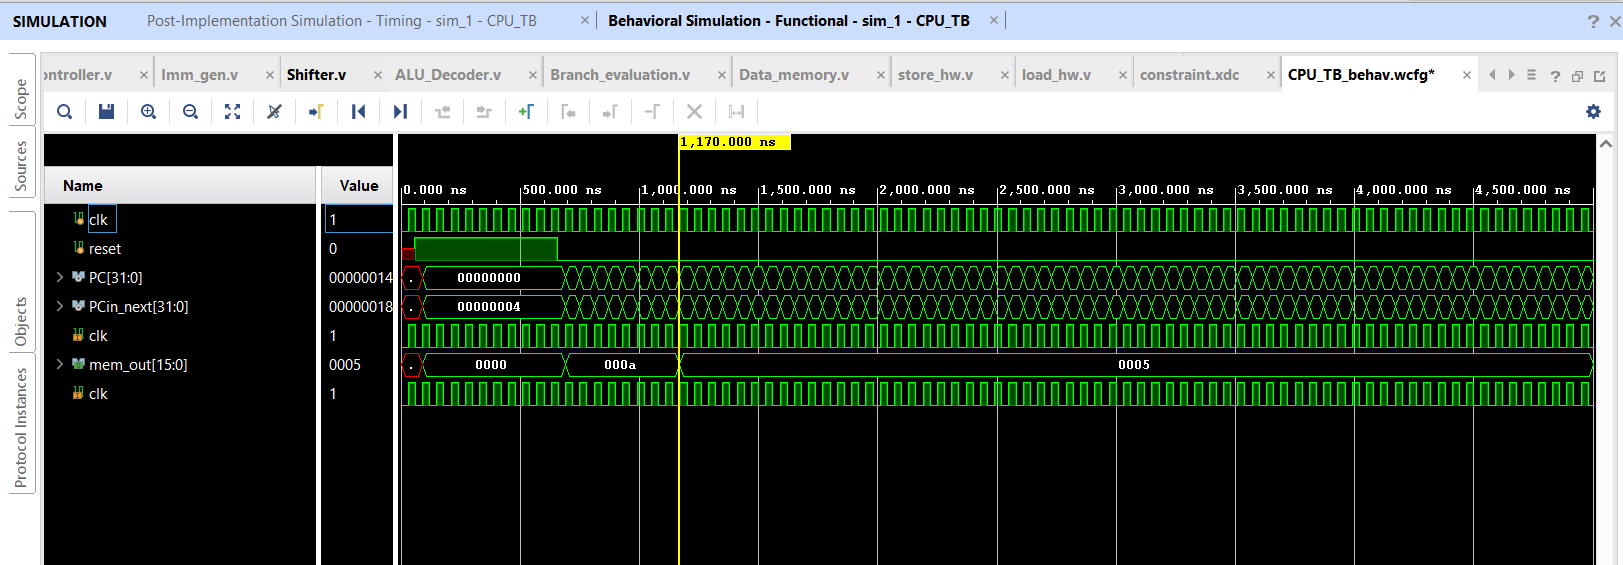 SIMULATION Post-Implementation Simulation - Timing - sim_1 - CPU_TB × Behavioral Simulation - Functional - sim_1 - CPU_TB × ? ×
ontroller.v × Imm_gen.v × Shifter.v × ALU_Decoder.v × Branch_evaluation.v × Data_memory.v × store_hw.v × load_hw.v × constraint.xdc × CPU_TB_behav.wcfg* × ?
Scope
Sources
Objects
Protocol Instances
1,170.000 ns
Name Value 0.000 ns 500.000 ns 1,000.000 ns 1,500.000 ns 2,000.000 ns 2,500.000 ns 3,000.000 ns 3,500.000 ns 4,000.000 ns 4,500.000 ns
clk 1
reset 0
PC[31:0] 00000014 . 00000000
PCin_next[31:0] 00000018 . 00000004
clk 1
mem_out[15:0] 0005 . 0000 000a 0005
clk 1